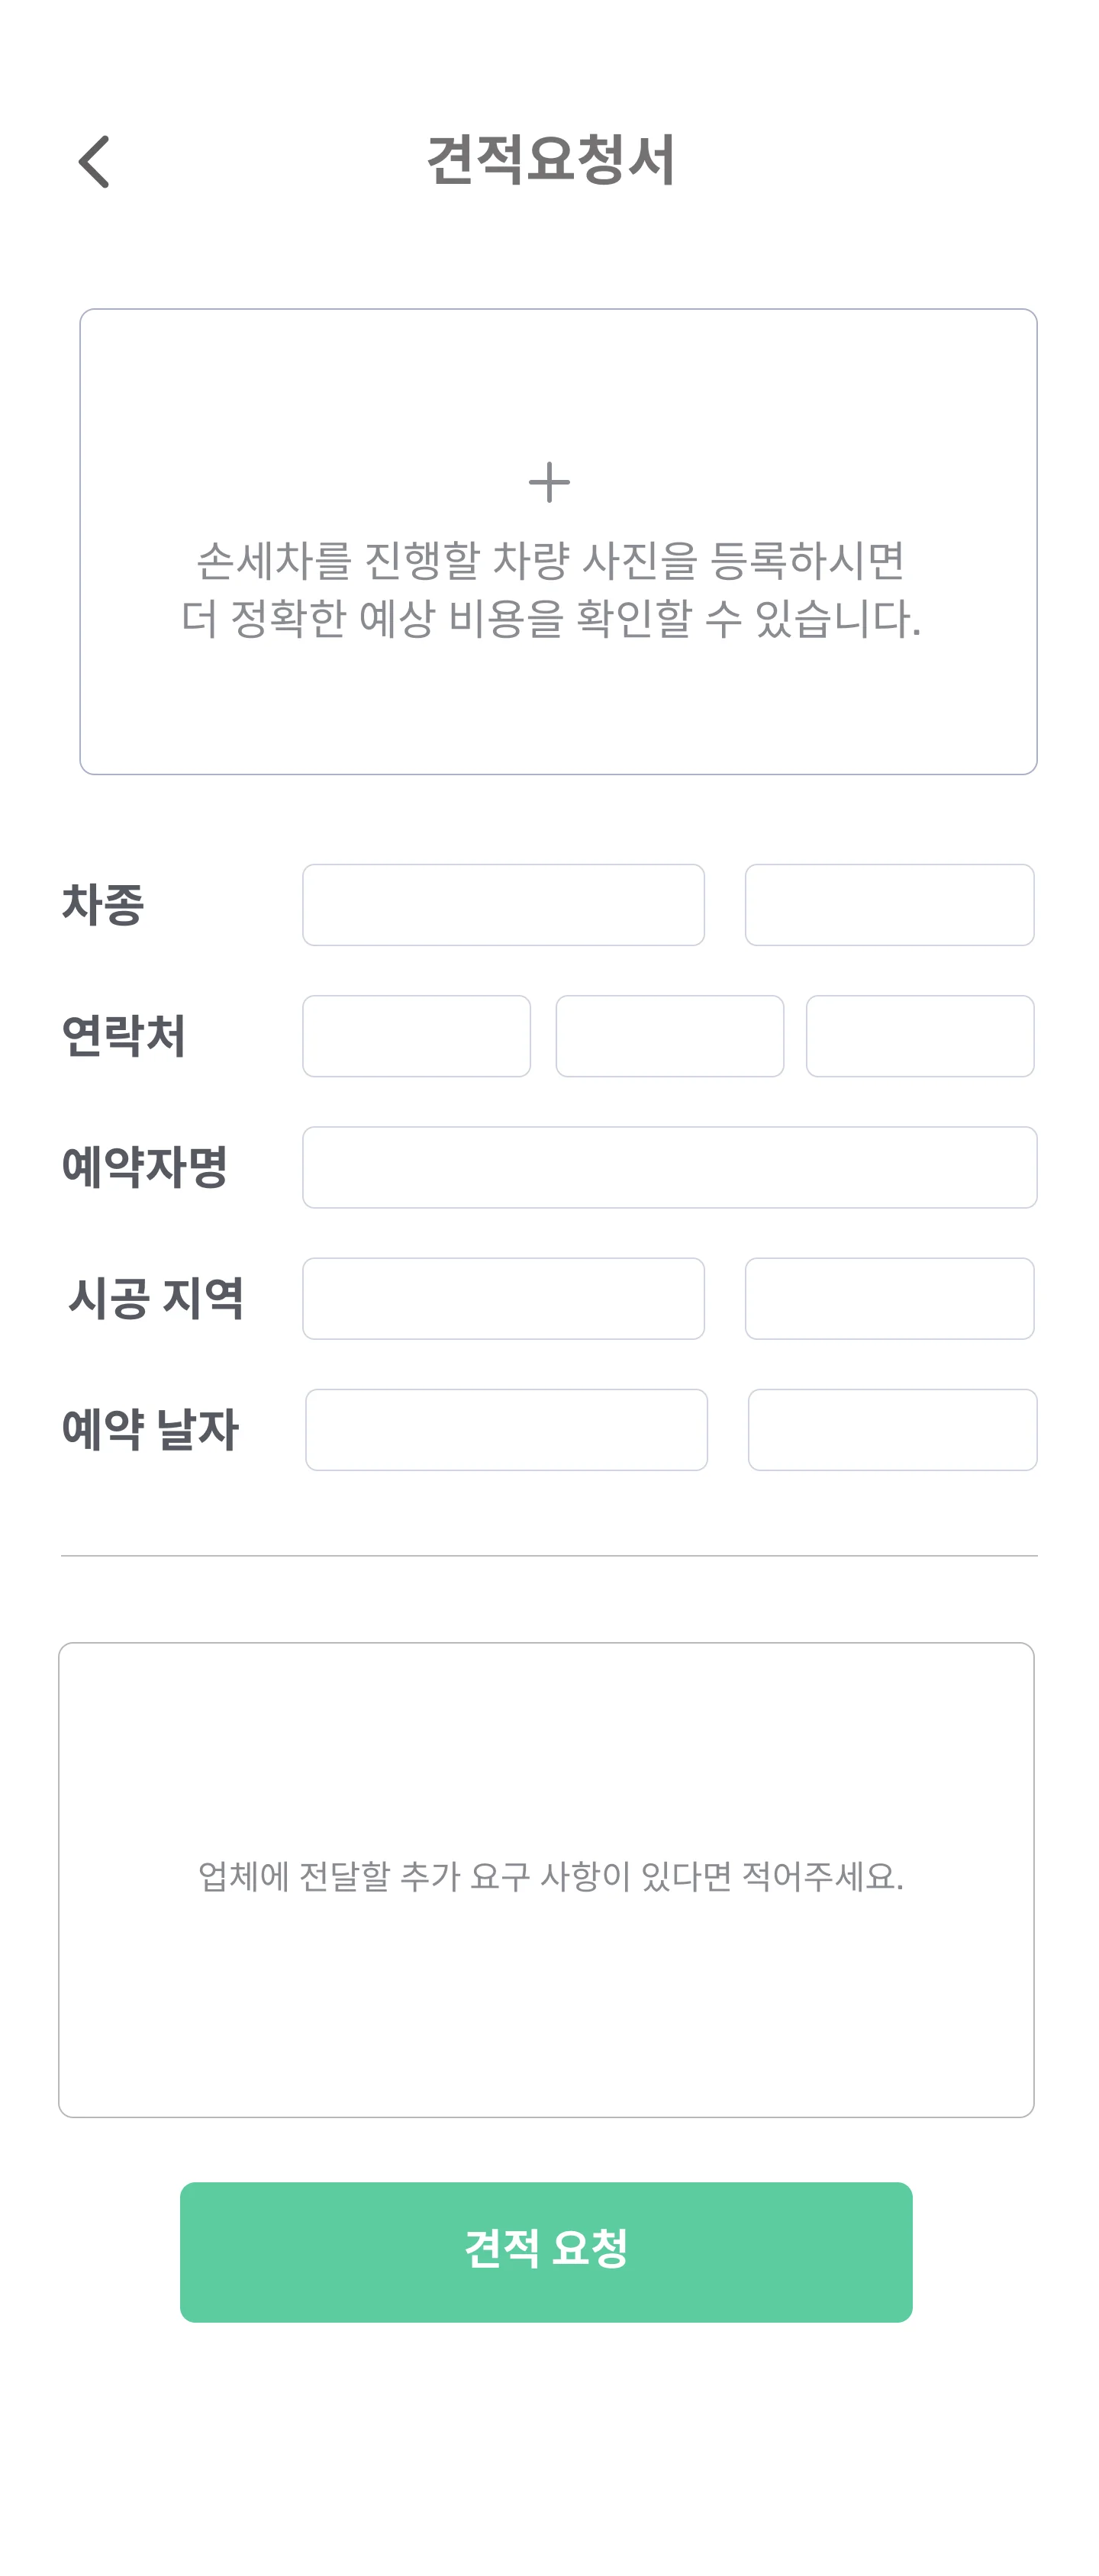 견적요청서
손세차를 진행할 차량 사진을 등록하시면
더 정확한 예상 비용을 확인할 수 있습니다.
차종
연락처
예약자명
시공 지역
예약 날자
업체에 전달할 추가 요구 사항이 있다면 적어주세요.
견적 요청